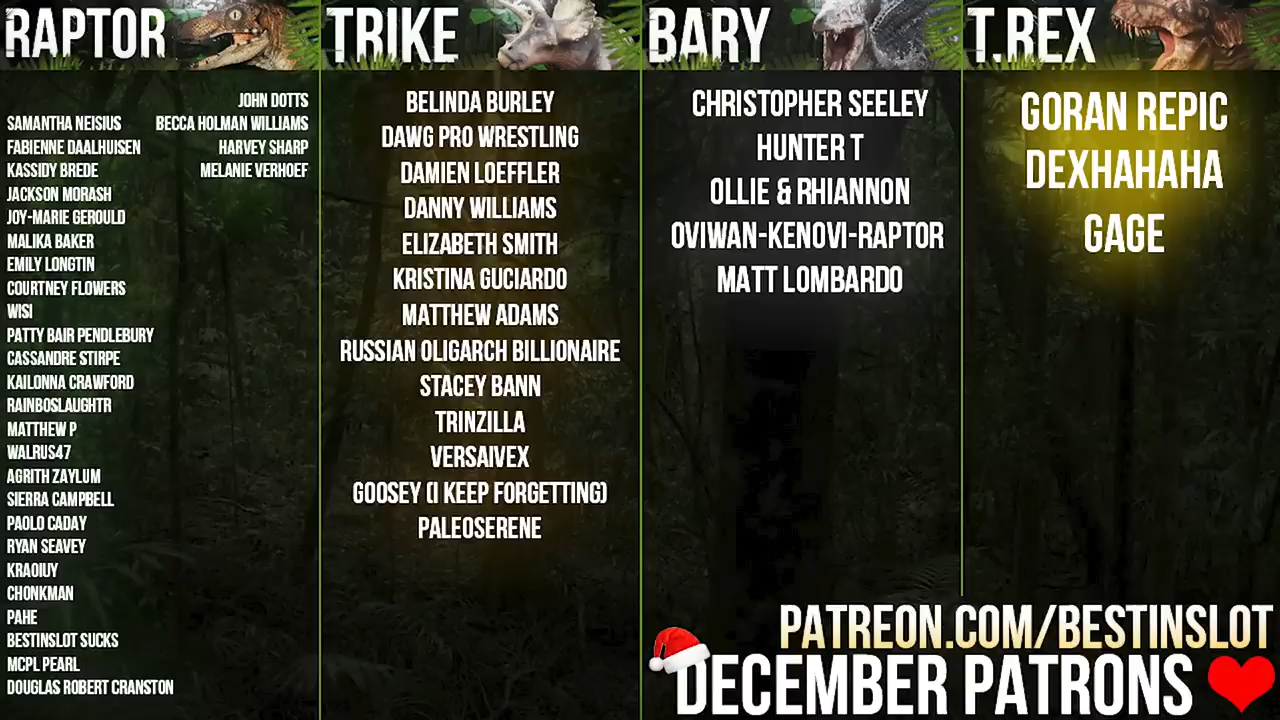 RAPTOR
JOHN DOTTS
SAMANTHA NEISIUS
BECCA HOLMAN WILLIAMS
FABIENNE DAALHUISEN
HARVEY SHARP
KASSIDY BREDE
MELANIE VERHOEF
JACKSON MORASH
JOY-MARIE GEROULD
MALIKA BAKER
EMILY LONGTIN
COURTNEY FLOWERS
WISI
PATTY BAIR PENDLEBURY
CASSANDRE STIRPE
KAILONNA CRAWFORD
RAINBOSLAUGHTR
MATTHEW P
WALRUS47
AGRITH ZAYLUM
SIERRA CAMPBELL
PAOLO CADAY
RYAN SEAVEY
KRAOIUY
CHONKMAN
PAHE
BESTINSLOT SUCKS
MCPL PEARL
DOUGLAS ROBERT CRANSTON
TRIKE
BELINDA BURLEY
DAWG PRO WRESTLING
DAMIEN LOEFFLER
DANNY WILLIAMS
ELIZABETH SMITH
KRISTINA GUCIARDO
MATTHEW ADAMS
RUSSIAN OLIGARCH BILLIONAIRE
STACEY BANN
TRINZILLA
VERSAIVEX
GOOSEY (I KEEP FORGETTING)
PALEOSERENE
BARY
CHRISTOPHER SEELEY
HUNTER T
OLLIE & RHIANNON
OVIWAN-KENOVI-RAPTOR
MATT LOMBARDO
T.REX
GORAN REPIC
DEXHAHAHA
GAGE
PATREON.COM/BESTINSLOT
DECEMBER PATRONS